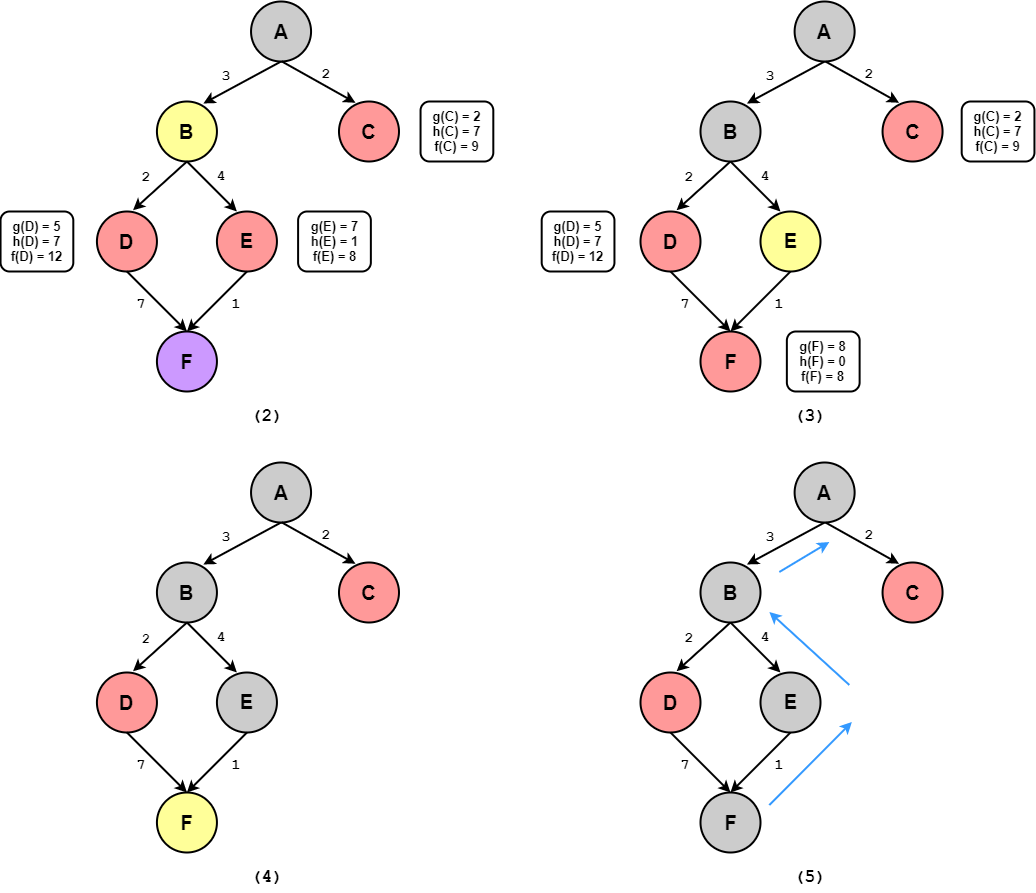 A
3
2
B
C
g(C) = 2
h(C) = 7
f(C) = 9
2
4
g(D) = 5
h(D) = 7
f(D) = 12
D
E
g(E) = 7
h(E) = 1
f(E) = 8
7
1
F
(2)
A
3
2
B
C
g(C) = 2
h(C) = 7
f(C) = 9
2
4
g(D) = 5
h(D) = 7
f(D) = 12
D
E
7
1
F
g(F) = 8
h(F) = 0
f(F) = 8
(3)
A
3
2
B
C
2
4
D
E
7
1
F
(4)
A
3
2
B
C
2
4
D
E
7
1
F
(5)